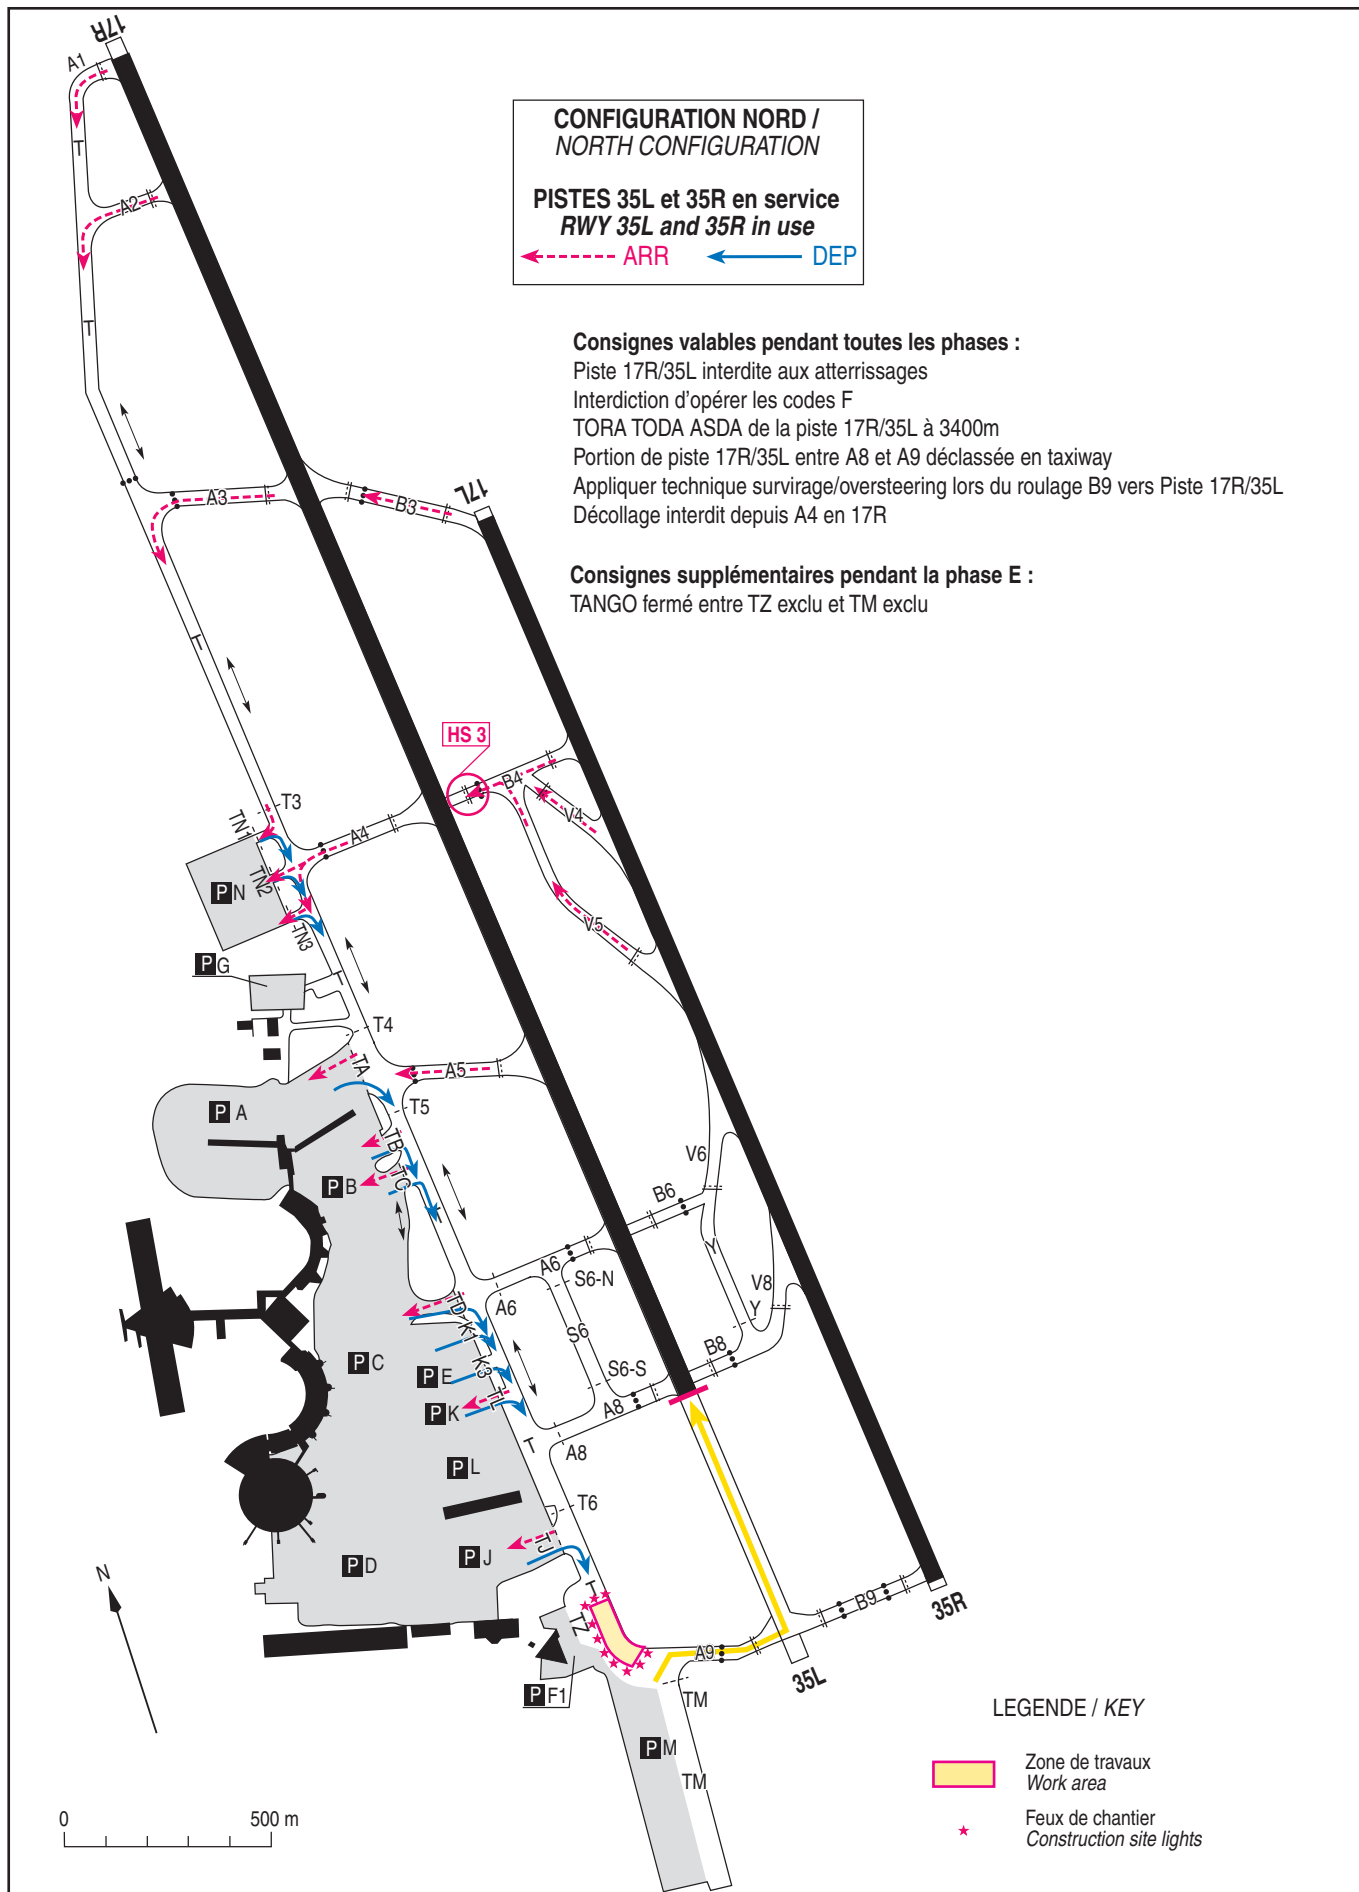 17R
A1
CONFIGURATION NORD /
NORTH CONFIGURATION
PISTES 35L et 35R en service
RWY 35L and 35R in use
ARR
DEP
T
A2
T
Consignes valables pendant toutes les phases :
Piste 17R/35L interdite aux atterrissages
Interdiction d'opérer les codes F
TORA TODA ASDA de la piste 17R/35L à 3400m
Portion de piste 17R/35L entre A8 et A9 déclassée en taxiway
Appliquer technique survirage/oversteering lors du roulage B9 vers Piste 17R/35L
Décollage interdit depuis A4 en 17R
Consignes supplémentaires pendant la phase E :
TANGO fermé entre TZ exclu et TM exclu
A3
B3
17L
T
HS 3
B4
V4
T3
TN1
A4
TN2
P N
TN3
V5
P G
T
T4
TA
A5
P A
T5
TB
TC
P B
T
V6
B6
Y
A6
S6-N
V8
Y
TD
A6
K1
S6
B8
P C
K3
S6-S
P E
TL
P K
A8
T
A8
P L
T6
TJ
P J
P D
T
N
TZ
B9
35R
A9
35L
P F1
TM
P M
TM
LEGENDE / KEY
Zone de travaux
Work area
Feux de chantier
Construction site lights
0
500 m